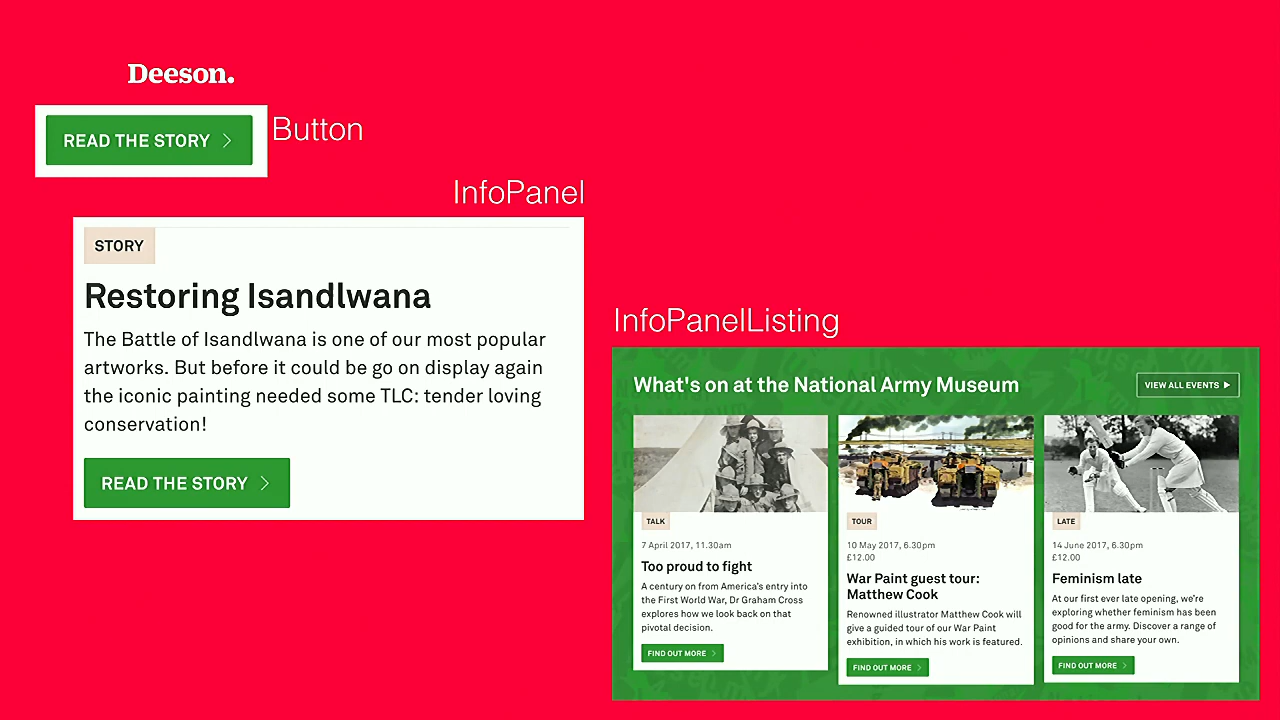 Deeson.
READ THE STORY
Button
InfoPanel
STORY
Restoring Isandlwana
The Battle of Isandlwana is one of our most popular
artworks. But before it could be go on display again
the iconic painting needed some TLC: tender loving
conservation!
READ THE STORY
InfoPanelListing
What's on at the National Army Museum
VIEW ALL EVENTS
TALK
7 April 2017, 11.30am
Too proud to fight
A century on from America's entry into
the First World War, Dr Graham Cross
explores how we look back on that
pivotal decision.
FIND OUT MORE
TOUR
10 May 2017, 6.30pm
£12.00
War Paint guest tour:
Matthew Cook
Renowned illustrator Matthew Cook will
give a guided tour of our War Paint
exhibition, in which his work is featured.
FIND OUT MORE
LATE
14 June 2017, 6.30pm
£12.00
Feminism late
At our first ever late opening, we're
exploring whether feminism has been
good for the army. Discover a range of
opinions and share your own.
FIND OUT MORE